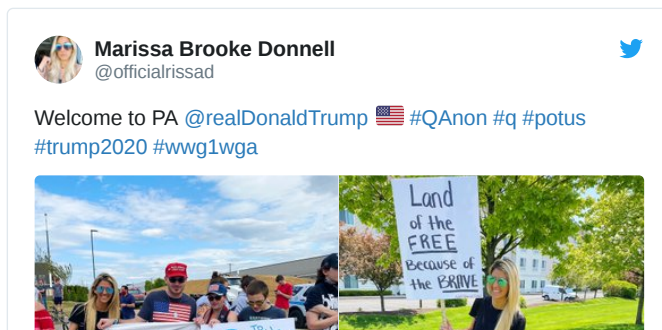 Marissa Brooke Donnell
@officialrissad
Welcome to PA @realDonaldTrump 🇺🇸 #QAnon #q #potus
#trump2020 #wwg1wga
Land
of the
FREE
Because of
the BRAVE